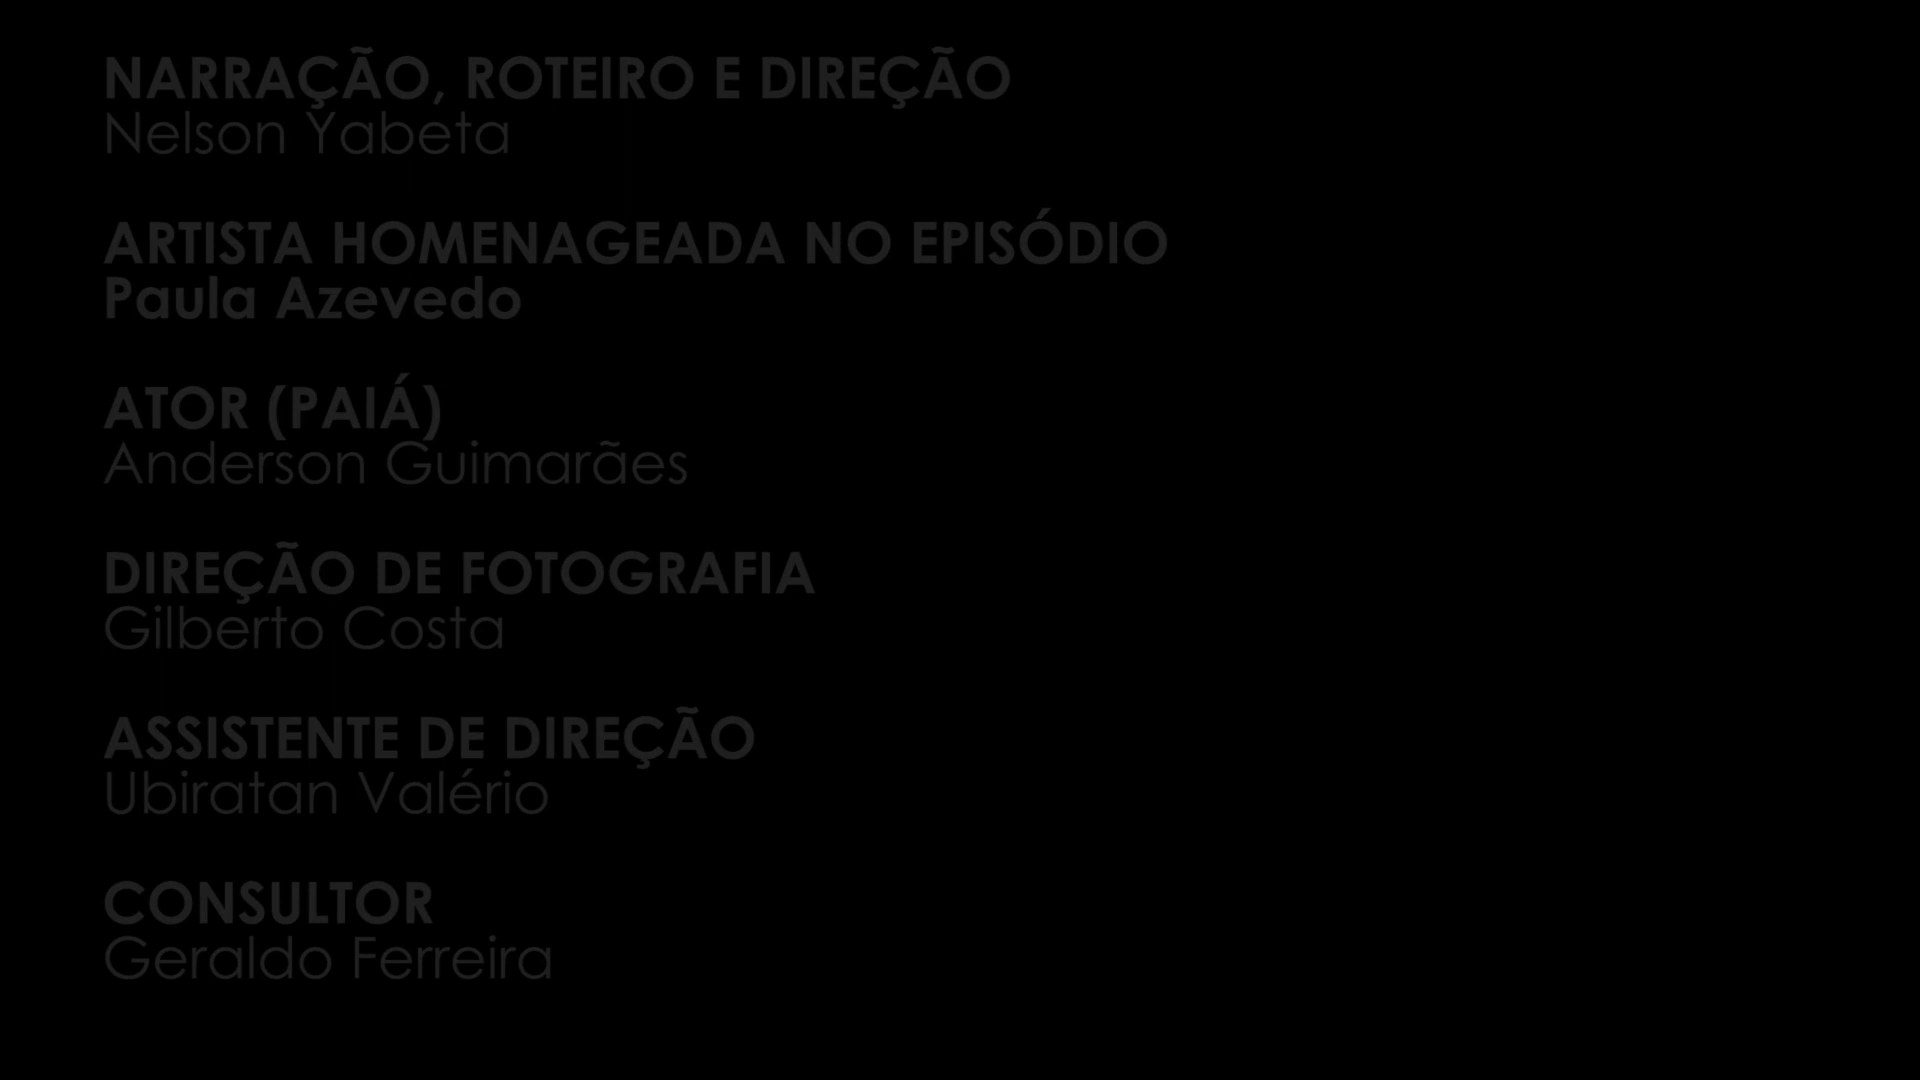 NARRAÇÃO, ROTEIRO E DIREÇÃO
Nelson Yabeta
ARTISTA HOMENAGEADA NO EPISÓDIO
Paula Azevedo
ATOR (PAIÁ)
Anderson Guimarães
DIREÇÃO DE FOTOGRAFIA
Gilberto Costa
ASSISTENTE DE DIREÇÃO
Ubiratan Valério
CONSULTOR
Geraldo Ferreira